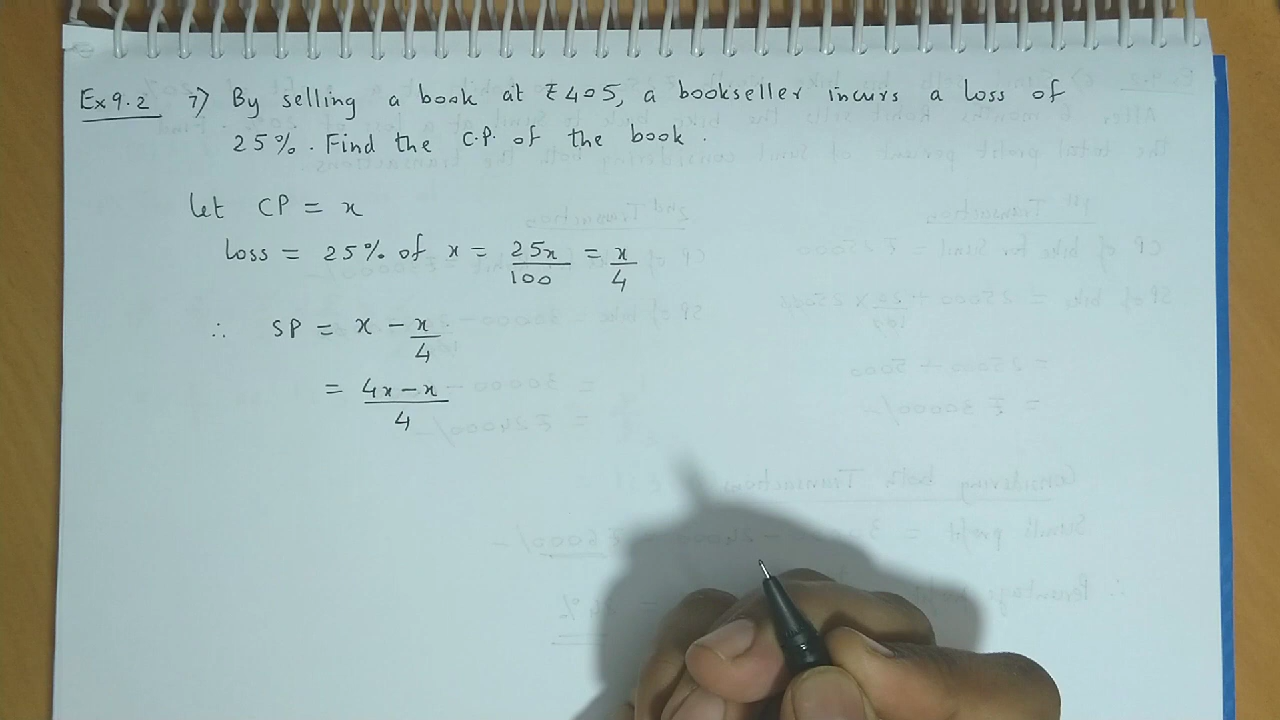 Ex 9.2 7) By selling a book at ₹405, a bookseller incurs a loss of
25%. Find the C.P. of the book.
let CP = x
loss = 25% of x = 25x/100 = x/4
∴ SP = x - x/4
= 4x - x/4